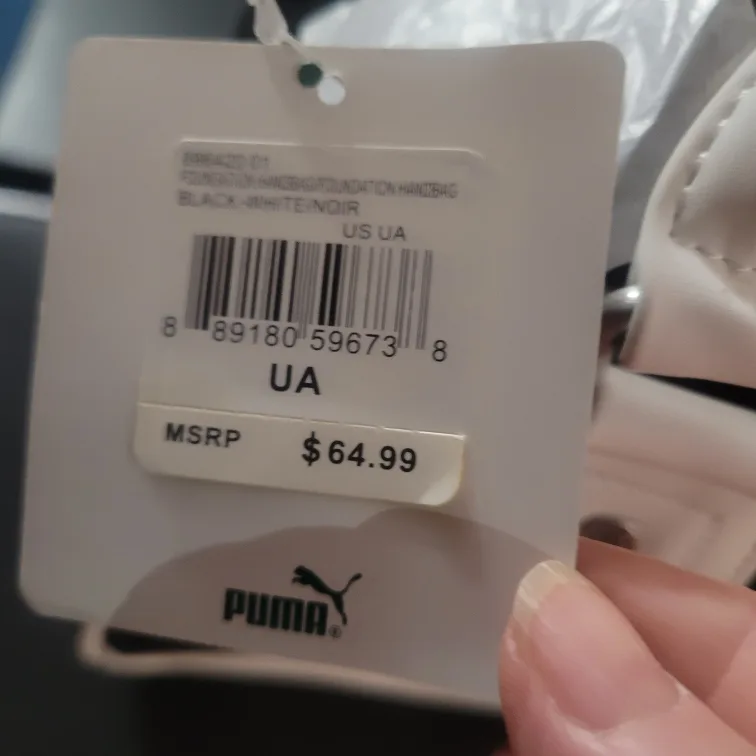 FOUNDATION HANDBAG/FOUNDATION HANDBAG
BLACK-WHITE/NOIR
US UA
8 89180 59673 8
UA
MSRP $64.99
PUMA®